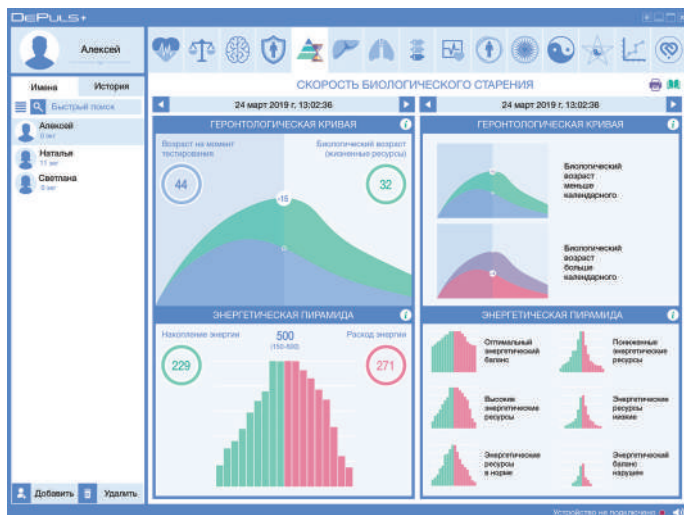 DePuls+
Алексей
Имена
История
Быстрый поиск
Алексей
Наталья
11 лет
Светлана
0 лет
Добавить
Удалить
СКОРОСТЬ БИОЛОГИЧЕСКОГО СТАРЕНИЯ
24 март 2019 г. 13:02:36
ГЕРОНТОЛОГИЧЕСКАЯ КРИВАЯ
Возраст на момент
тестирования
44
Биологический возраст
(жизненные ресурсы)
32
ЭНЕРГЕТИЧЕСКАЯ ПИРАМИДА
Накопление энергии
229
500
Расход энергии
271
24 март 2019 г. 13:02:36
ГЕРОНТОЛОГИЧЕСКАЯ КРИВАЯ
Биологический
возраст
меньше
календарного
Биологический
возраст
больше
календарного
ЭНЕРГЕТИЧЕСКАЯ ПИРАМИДА
Оптимальный
энергетический
баланс
Пониженные
энергетические
ресурсы
Высокие
энергетические
ресурсы
Энергетические
ресурсы
низкие
Энергетические
ресурсы
в норме
Энергетический
баланс
нарушен
Устройство не подключено